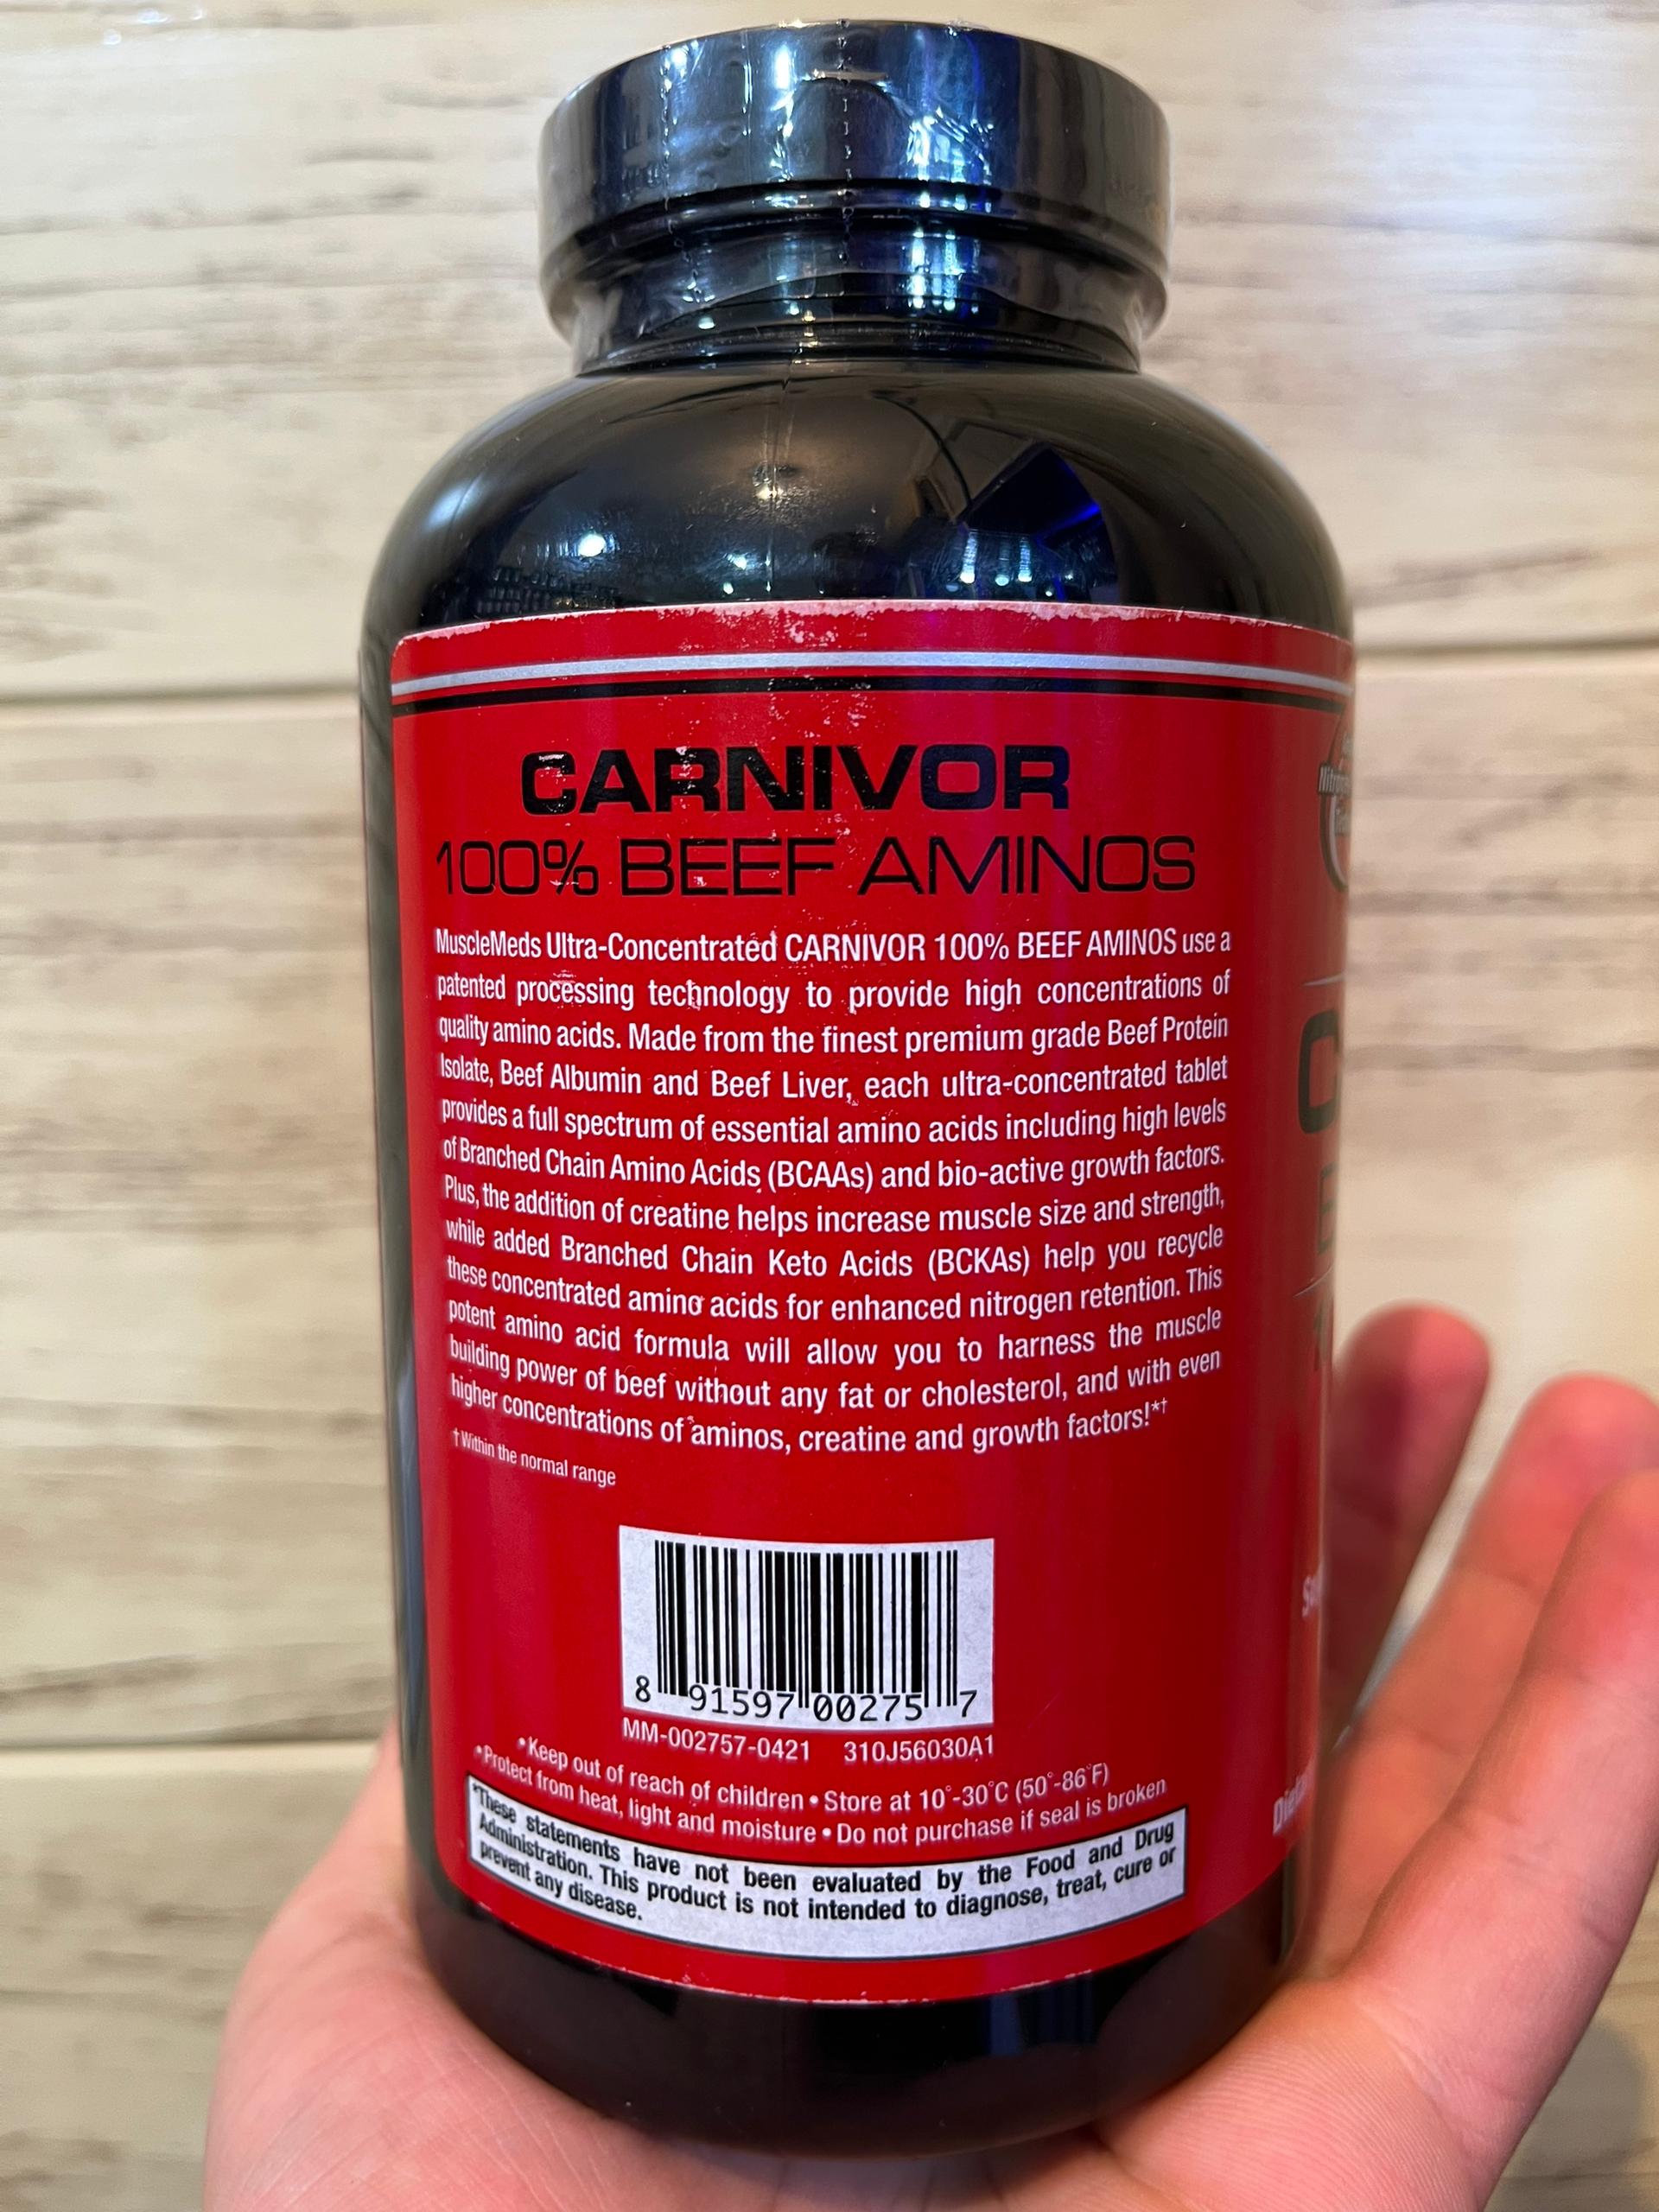 CARNIVOR
100% BEEF AMINOS
MuscleMeds Ultra-Concentrated CARNIVOR 100% BEEF AMINOS use a
patented processing technology to provide high concentrations of
quality amino acids. Made from the finest premium grade Beef Protein
Isolate, Beef Albumin and Beef Liver, each ultra-concentrated tablet
provides a full spectrum of essential amino acids including high levels
of Branched Chain Amino Acids (BCAAs) and bio-active growth factors.
Plus, the addition of creatine helps increase muscle size and strength,
while added Branched Chain Keto Acids (BCKAs) help you recycle
these concentrated amino acids for enhanced nitrogen retention. This
potent amino acid formula will allow you to harness the muscle
building power of beef without any fat or cholesterol, and with even
higher concentrations of aminos, creatine and growth factors!*†
† Within the normal range
8 91597 00275 7
MM-002757-0421 310J56030A1
•Keep out of reach of children • Store at 10°-30°C (50°-86°F)
•Protect from heat, light and moisture • Do not purchase if seal is broken
*These statements have not been evaluated by the Food and Drug
Administration. This product is not intended to diagnose, treat, cure or
prevent any disease.